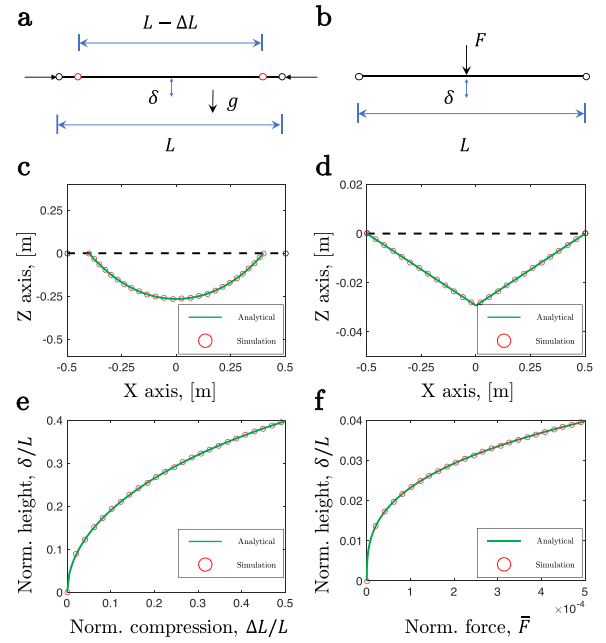 a
L − ΔL
δ
g
L
b
F
δ
L
c
Z axis, [m]
0.25
0
-0.25
-0.5
-0.5 -0.25 0 0.25 0.5
X axis, [m]
Analytical
Simulation
d
Z axis, [m]
0.02
0
-0.02
-0.04
-0.5 -0.25 0 0.25 0.5
X axis, [m]
Analytical
Simulation
e
Norm. height, δ/L
0.4
0.3
0.2
0.1
0
0 0.1 0.2 0.3 0.4 0.5
Norm. compression, ΔL/L
Analytical
Simulation
f
Norm. height, δ/L
0.04
0.03
0.02
0.01
0
0 1 2 3 4 5
×10⁻⁴
Norm. force, F̅
Analytical
Simulation